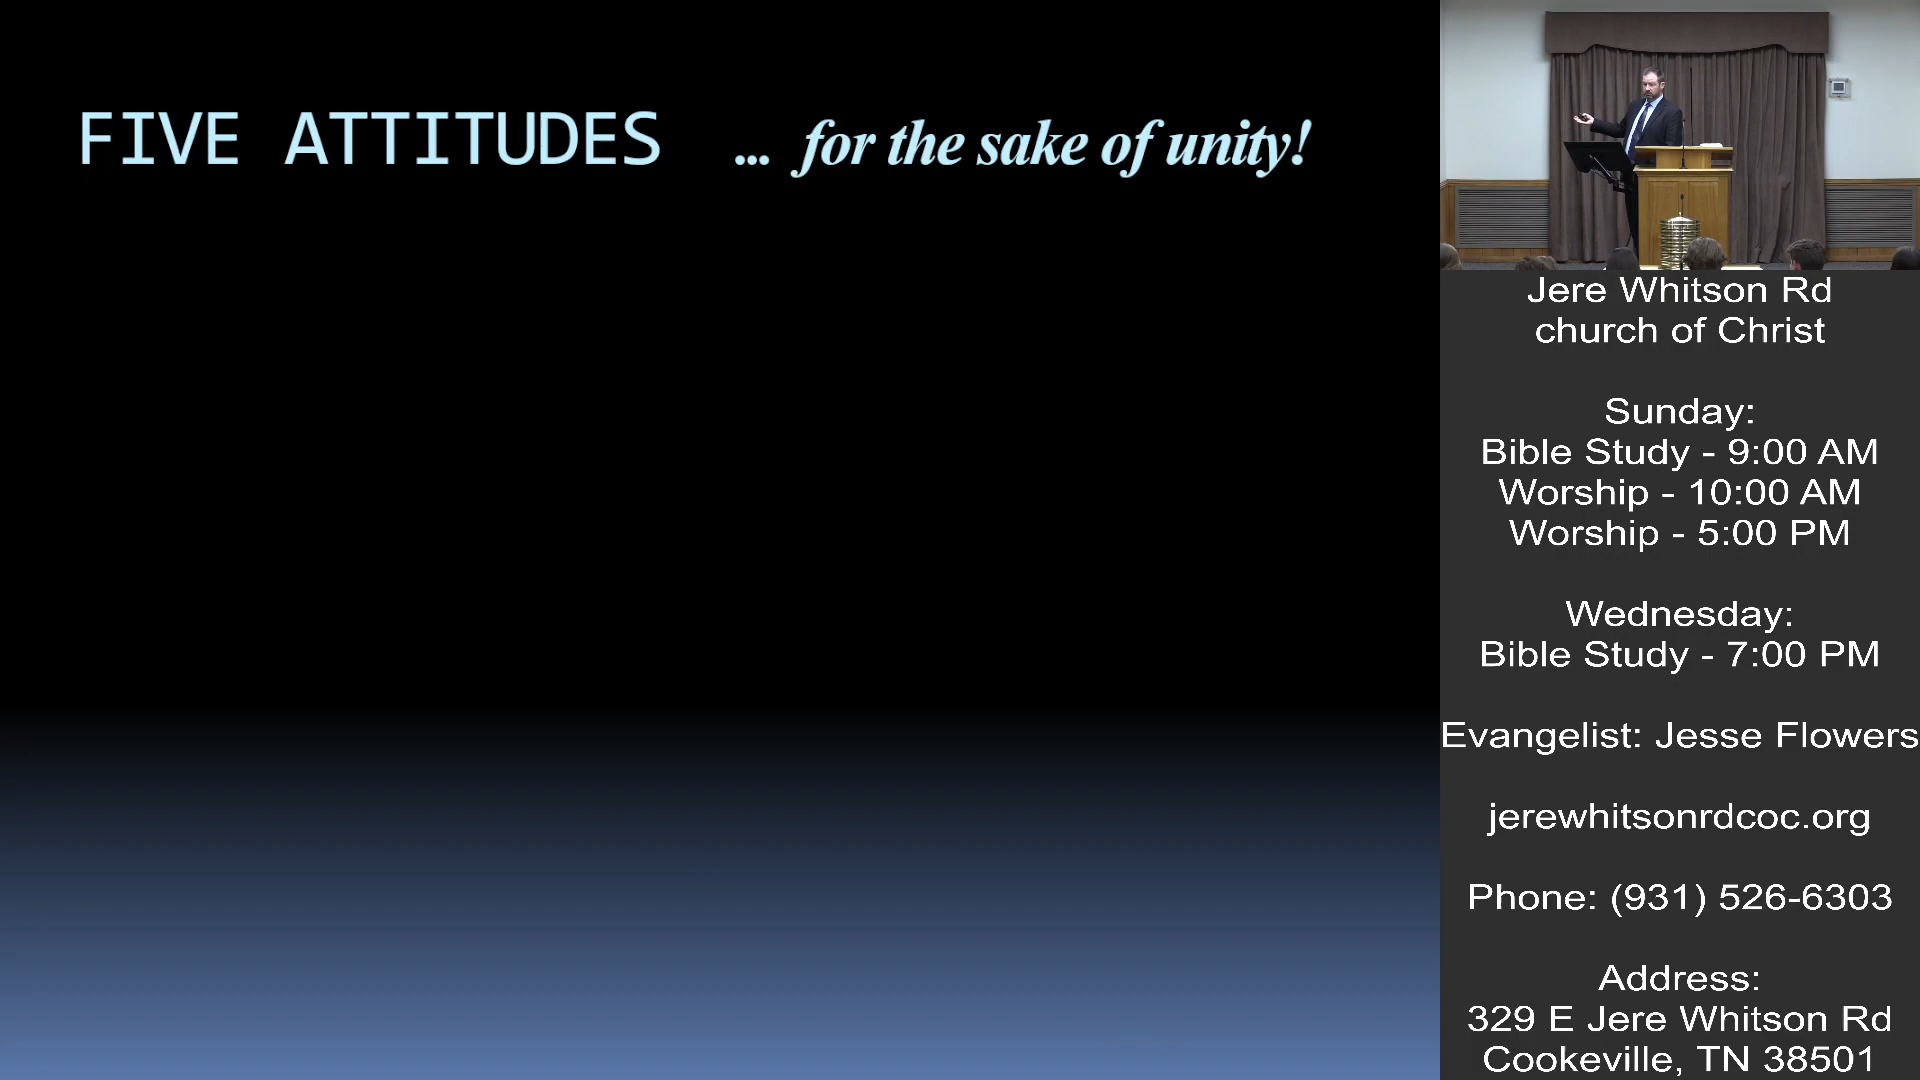 FIVE ATTITUDES … for the sake of unity!
Jere Whitson Rd
church of Christ
Sunday:
Bible Study - 9:00 AM
Worship - 10:00 AM
Worship - 5:00 PM
Wednesday:
Bible Study - 7:00 PM
Evangelist: Jesse Flowers
jerewhitsonrdcoc.org
Phone: (931) 526-6303
Address:
329 E Jere Whitson Rd
Cookeville, TN 38501